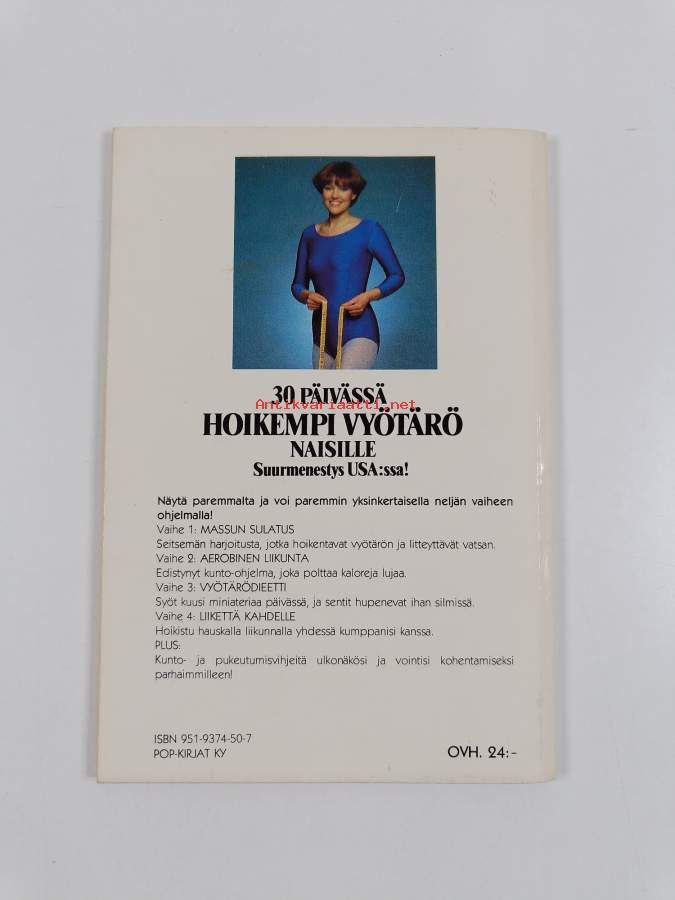 30 PÄIVÄSSÄ
Antikvariaatti.net
HOIKEMPI VYÖTÄRÖ
NAISILLE
Suurmenestys USA:ssa!
Näytä paremmalta ja voi paremmin yksinkertaisella neljän vaiheen
ohjelmalla!
Vaihe 1: MASSUN SULATUS
Seitsemän harjoitusta, jotka hoikentavat vyötärön ja litteyttävät vatsan.
Vaihe 2: AEROBINEN LIIKUNTA
Edistynyt kunto-ohjelma, joka polttaa kaloreja lujaa.
Vaihe 3: VYÖTÄRÖDIEETTI
Syöt kuusi miniateriaa päivässä, ja sentit hupenevat ihan silmissä.
Vaihe 4: LIIKETTÄ KAHDELLE
Hoikistu hauskalla liikunnalla yhdessä kumppanisi kanssa.
PLUS:
Kunto- ja pukeutumisvihjeitä ulkonäkösi ja vointisi kohentamiseksi
parhaimmilleen!
ISBN 951-9374-50-7
POP-KIRJAT KY
OVH. 24:-